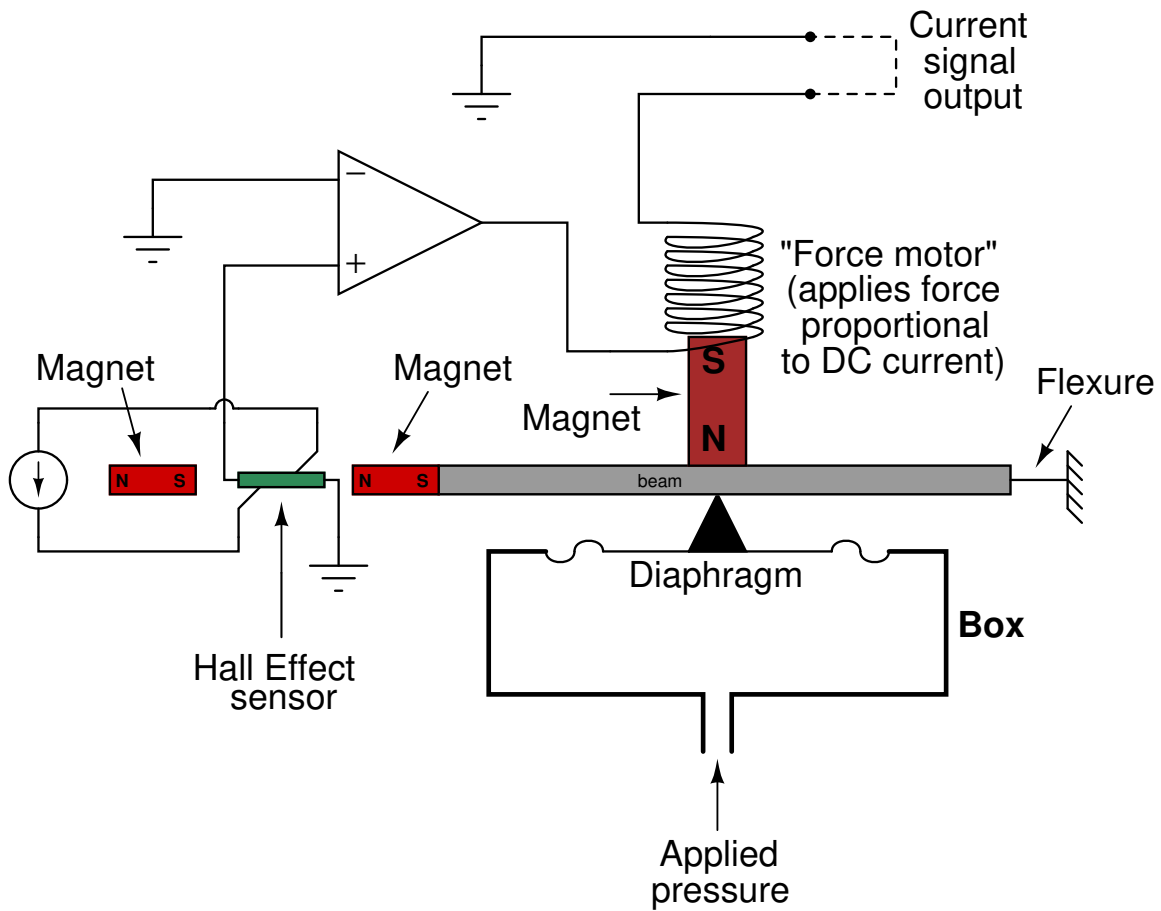 Current
signal
output
−
+
"Force motor"
(applies force
proportional
to DC current)
S
N
Magnet
Magnet
Magnet
Flexure
N S
N S
beam
Diaphragm
Box
Hall Effect
sensor
Applied
pressure